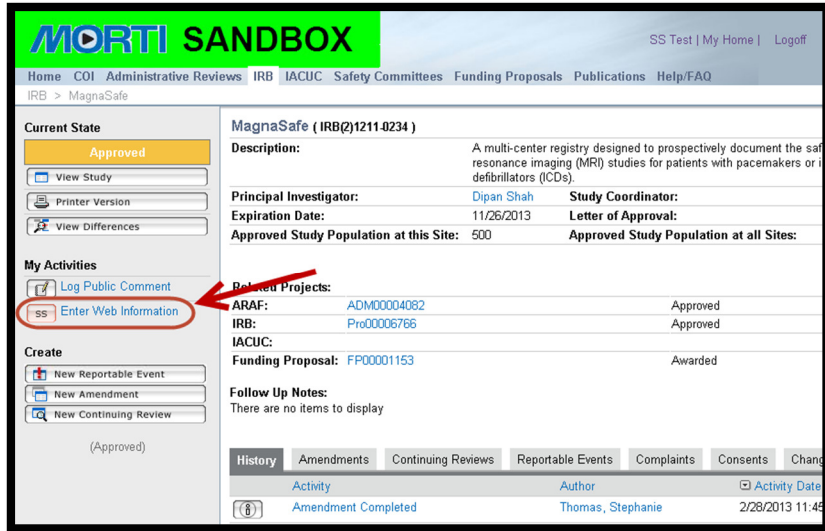 MORTI SANDBOX
SS Test | My Home | Logoff
Home COI Administrative Reviews IRB IACUC Safety Committees Funding Proposals Publications Help/FAQ
IRB > MagnaSafe
Current State
Approved
View Study
Printer Version
View Differences
My Activities
Log Public Comment
SS Enter Web Information
Create
New Reportable Event
New Amendment
New Continuing Review
(Approved)
MagnaSafe ( IRB(2)1211-0234 )
Description: A multi-center registry designed to prospectively document the saf
resonance imaging (MRI) studies for patients with pacemakers or i
defibrillators (ICDs).
Principal Investigator: Dipan Shah Study Coordinator:
Expiration Date: 11/26/2013 Letter of Approval:
Approved Study Population at this Site: 500 Approved Study Population at all Sites:
Related Projects:
ARAF: ADM00004082 Approved
IRB: Pro00006766 Approved
IACUC:
Funding Proposal: FP00001153 Awarded
Follow Up Notes:
There are no items to display
History Amendments Continuing Reviews Reportable Events Complaints Consents Chang
Activity Author Activity Date
Amendment Completed Thomas, Stephanie 2/28/2013 11:45